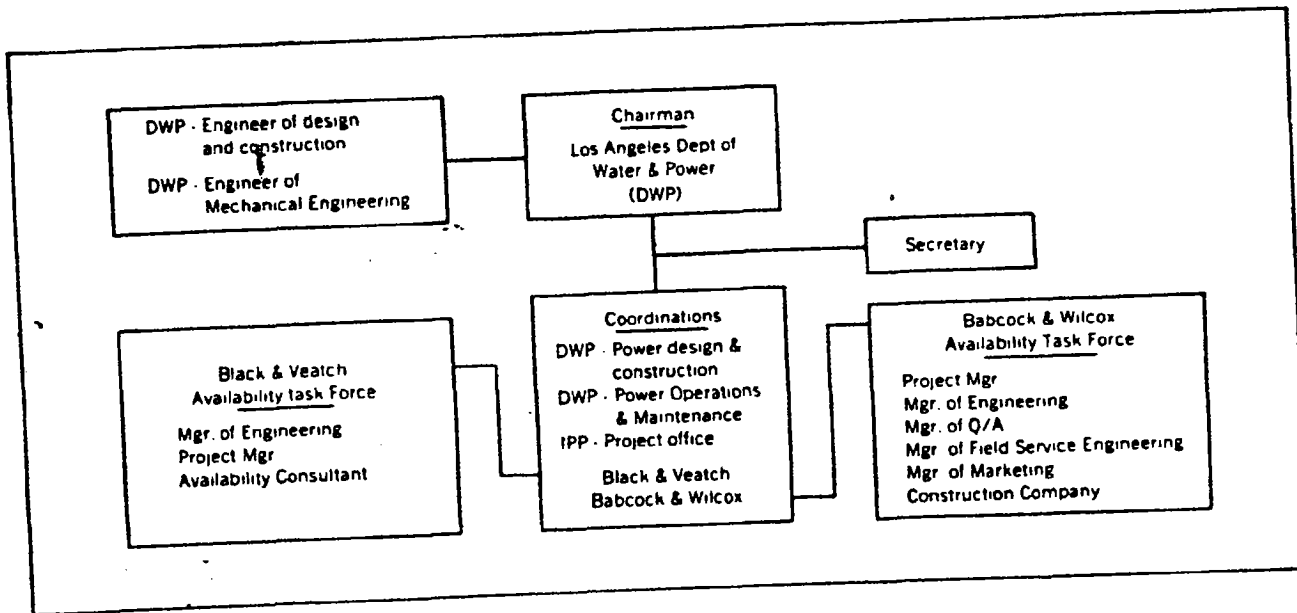 DWP - Engineer of design
and construction
DWP - Engineer of
Mechanical Engineering
Chairman
Los Angeles Dept of
Water & Power
(DWP)
Secretary
Black & Veatch
Availability task Force
Mgr. of Engineering
Project Mgr
Availability Consultant
Coordinations
DWP - Power design &
construction
DWP - Power Operations
& Maintenance
IPP - Project office
Black & Veatch
Babcock & Wilcox
Babcock & Wilcox
Availability Task Force
Project Mgr
Mgr. of Engineering
Mgr. of Q/A
Mgr of Field Service Engineering
Mgr of Marketing
Construction Company